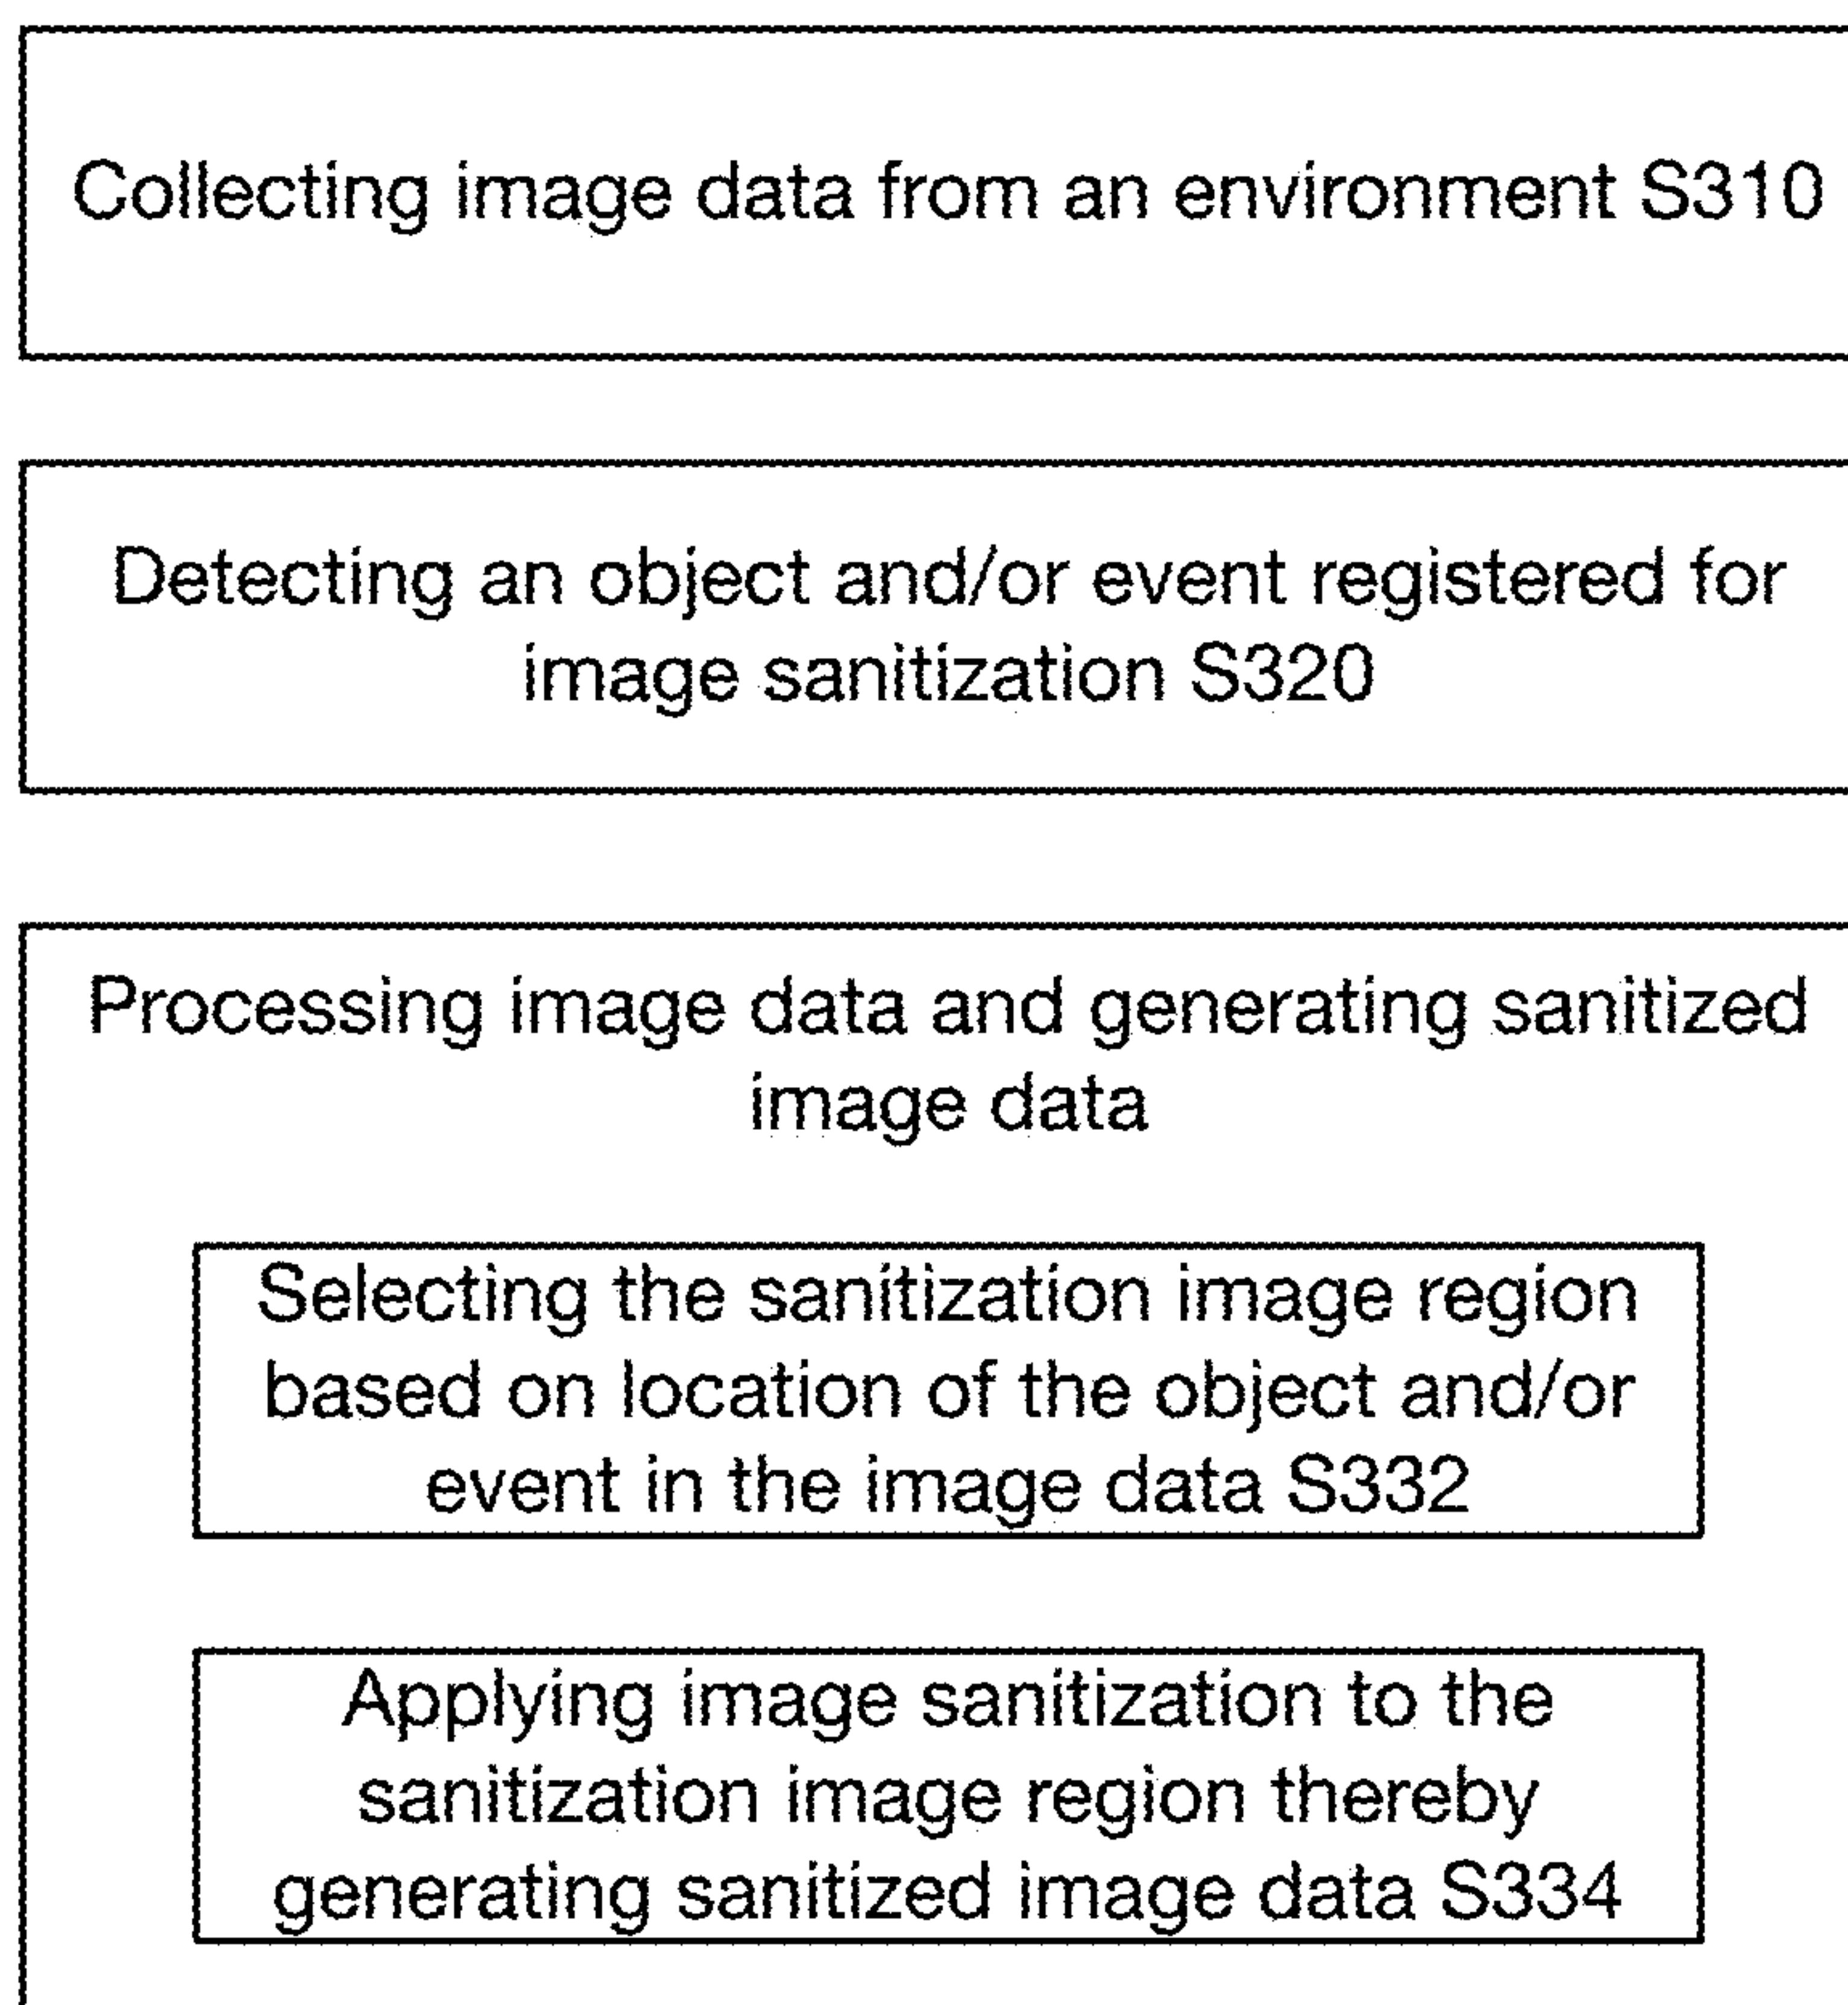 Collecting image data from an environment S310
Detecting an object and/or event registered for
image sanitization S320
Processing image data and generating sanitized
image data
Selecting the sanitization image region
based on location of the object and/or
event in the image data S332
Applying image sanitization to the
sanitization image region thereby
generating sanitized image data S334